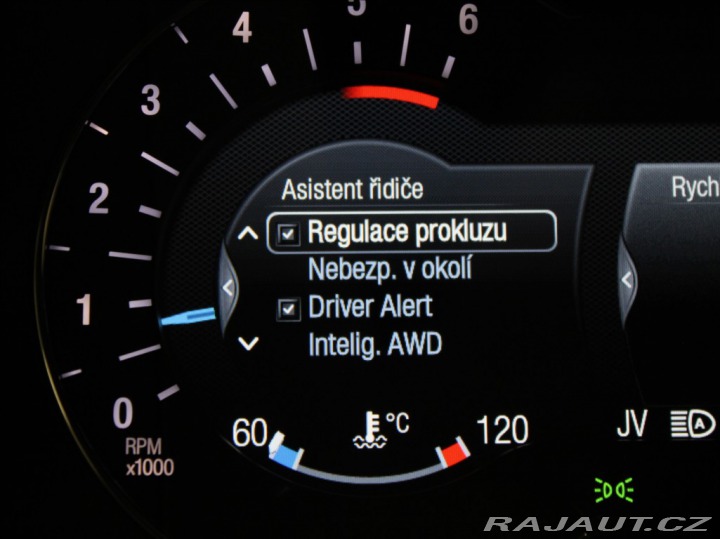 5
4
6
3
2
1
0
RPM
x1000
Asistent řidiče
Regulace prokluzu
Nebezp. v okolí
Driver Alert
Intelig. AWD
Rych
60
°C
120
JV
A
RAJAUT.CZ